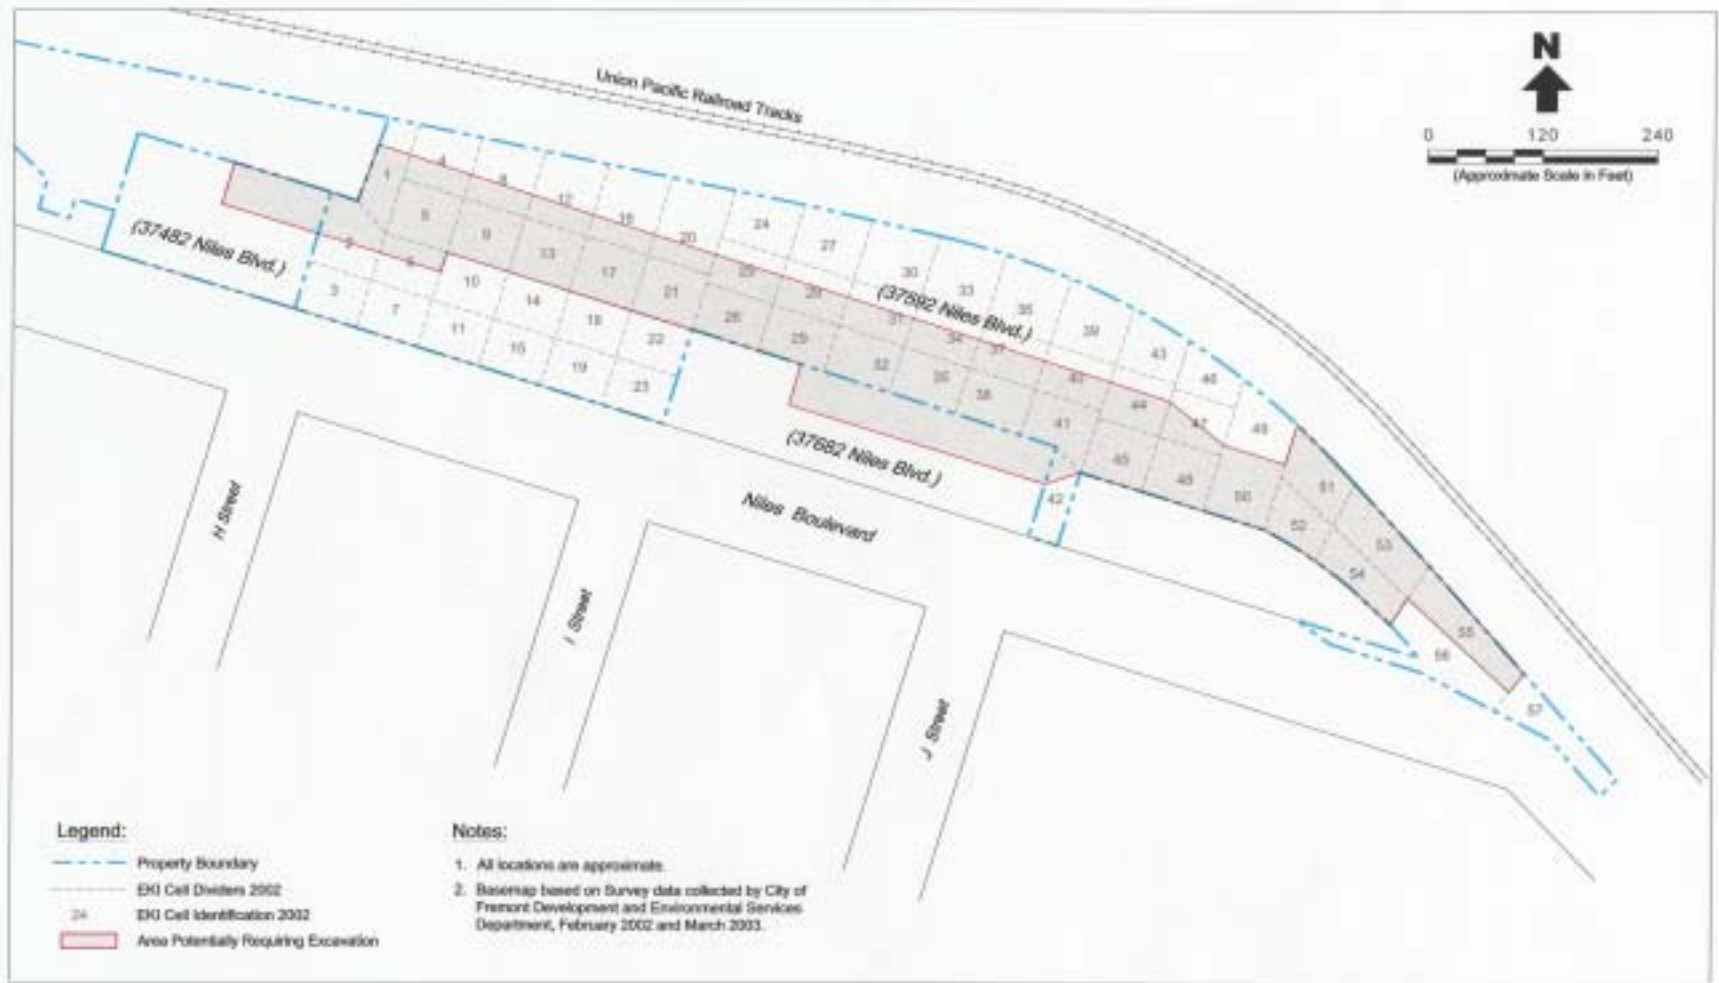 N
0 120 240
(Approximate Scale in Feet)
Union Pacific Railroad Tracks
(37482 Niles Blvd.)
(37592 Niles Blvd.)
(37682 Niles Blvd.)
Niles Boulevard
H Street
I Street
J Street
1
4
8
12
16
20
24
27
30
33
36
39
43
46
49
5
9
13
17
21
25
28
31
34
37
40
44
47
2
6
10
14
18
22
26
29
32
35
38
41
45
48
50
51
3
7
11
15
19
23
42
52
53
54
55
56
57
Legend:
Property Boundary
EKI Cell Dividers 2002
24 EKI Cell Identification 2002
Area Potentially Requiring Excavation
Notes:
1. All locations are approximate.
2. Basemap based on Survey data collected by City of
Fremont Development and Environmental Services
Department, February 2002 and March 2003.